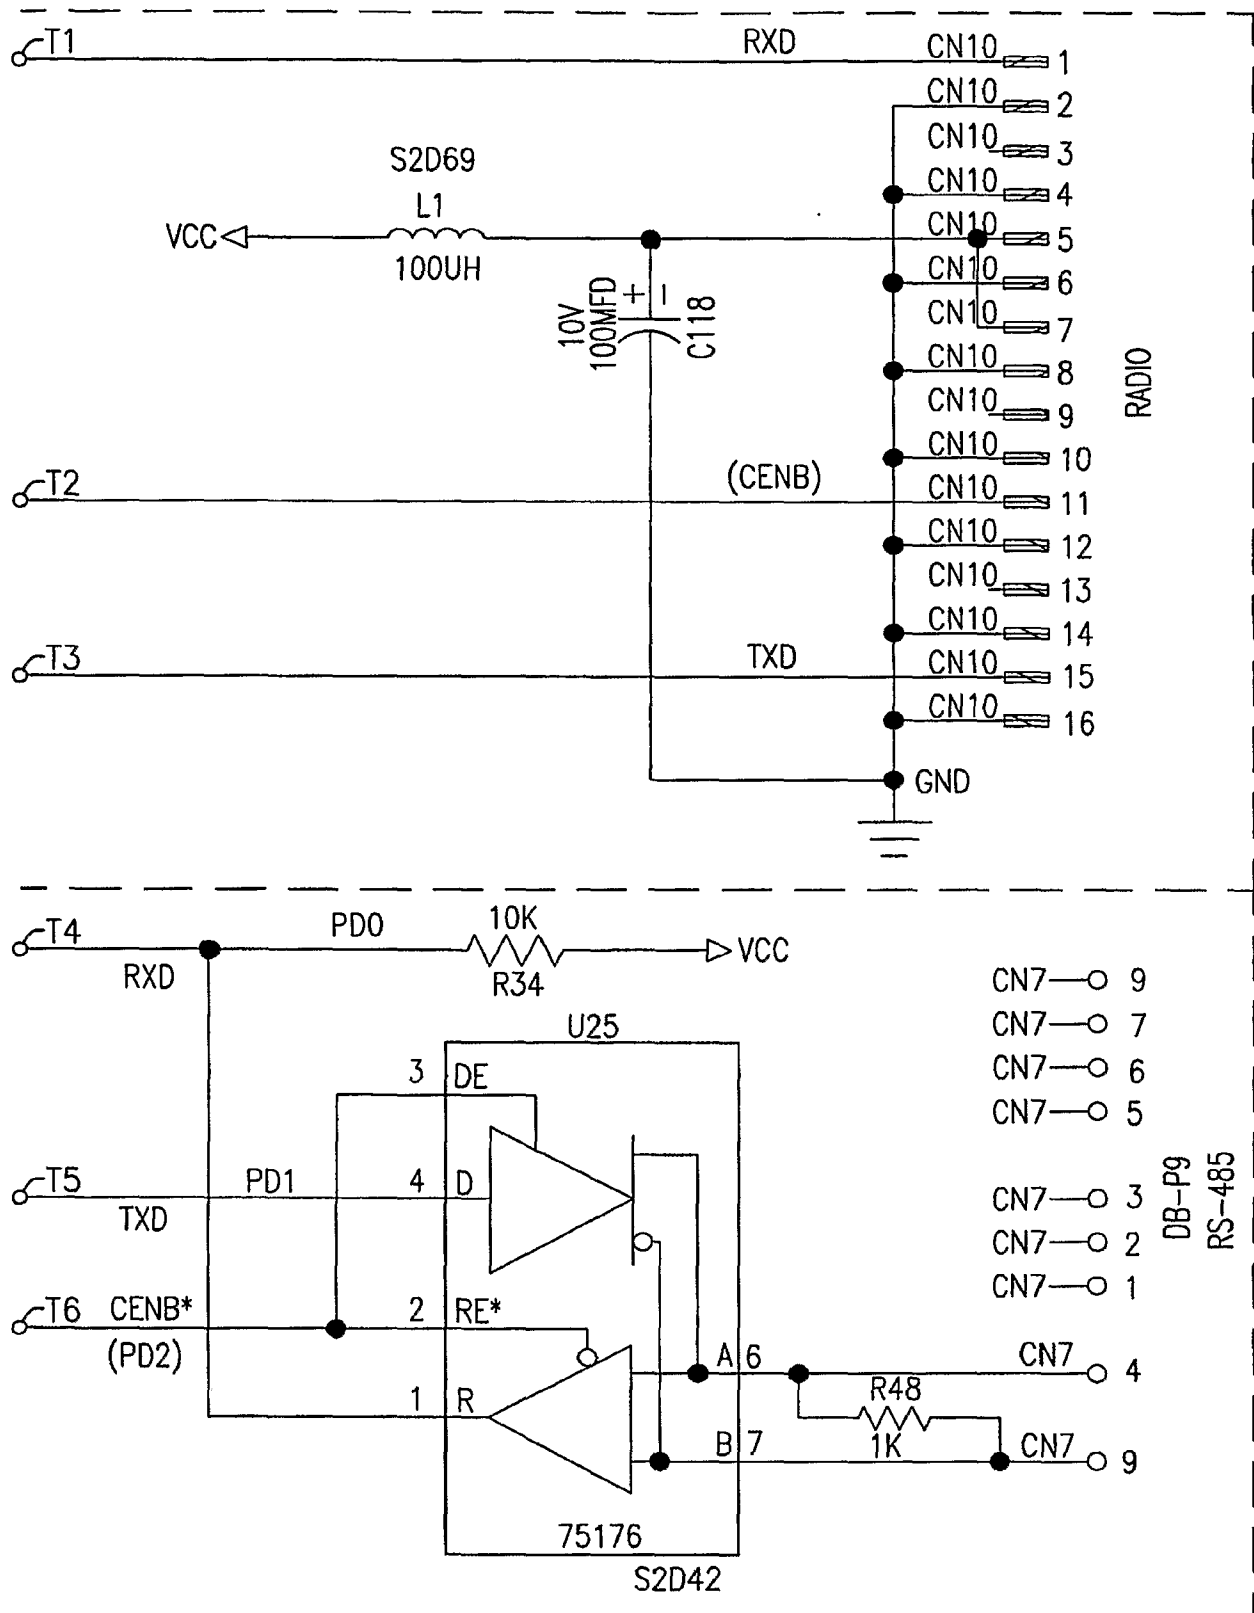 T1
RXD
CN10
1
CN10
2
CN10
3
S2D69
L1
CN10
4
VCC
CN10
5
100UH
CN10
6
10V
100MFD
+
C118
CN10
7
CN10
8
RADIO
CN10
9
CN10
10
T2
(CENB)
CN10
11
CN10
12
CN10
13
CN10
14
T3
TXD
CN10
15
CN10
16
GND
T4
PD0
10K
VCC
RXD
R34
CN7
9
CN7
7
CN7
6
CN7
5
U25
3
DE
T5
PD1
4
D
TXD
CN7
3
CN7
2
CN7
1
DB-P9
RS-485
T6
CENB*
(PD2)
2
RE*
A
6
CN7
4
R48
1K
1
R
B
7
CN7
9
75176
S2D42